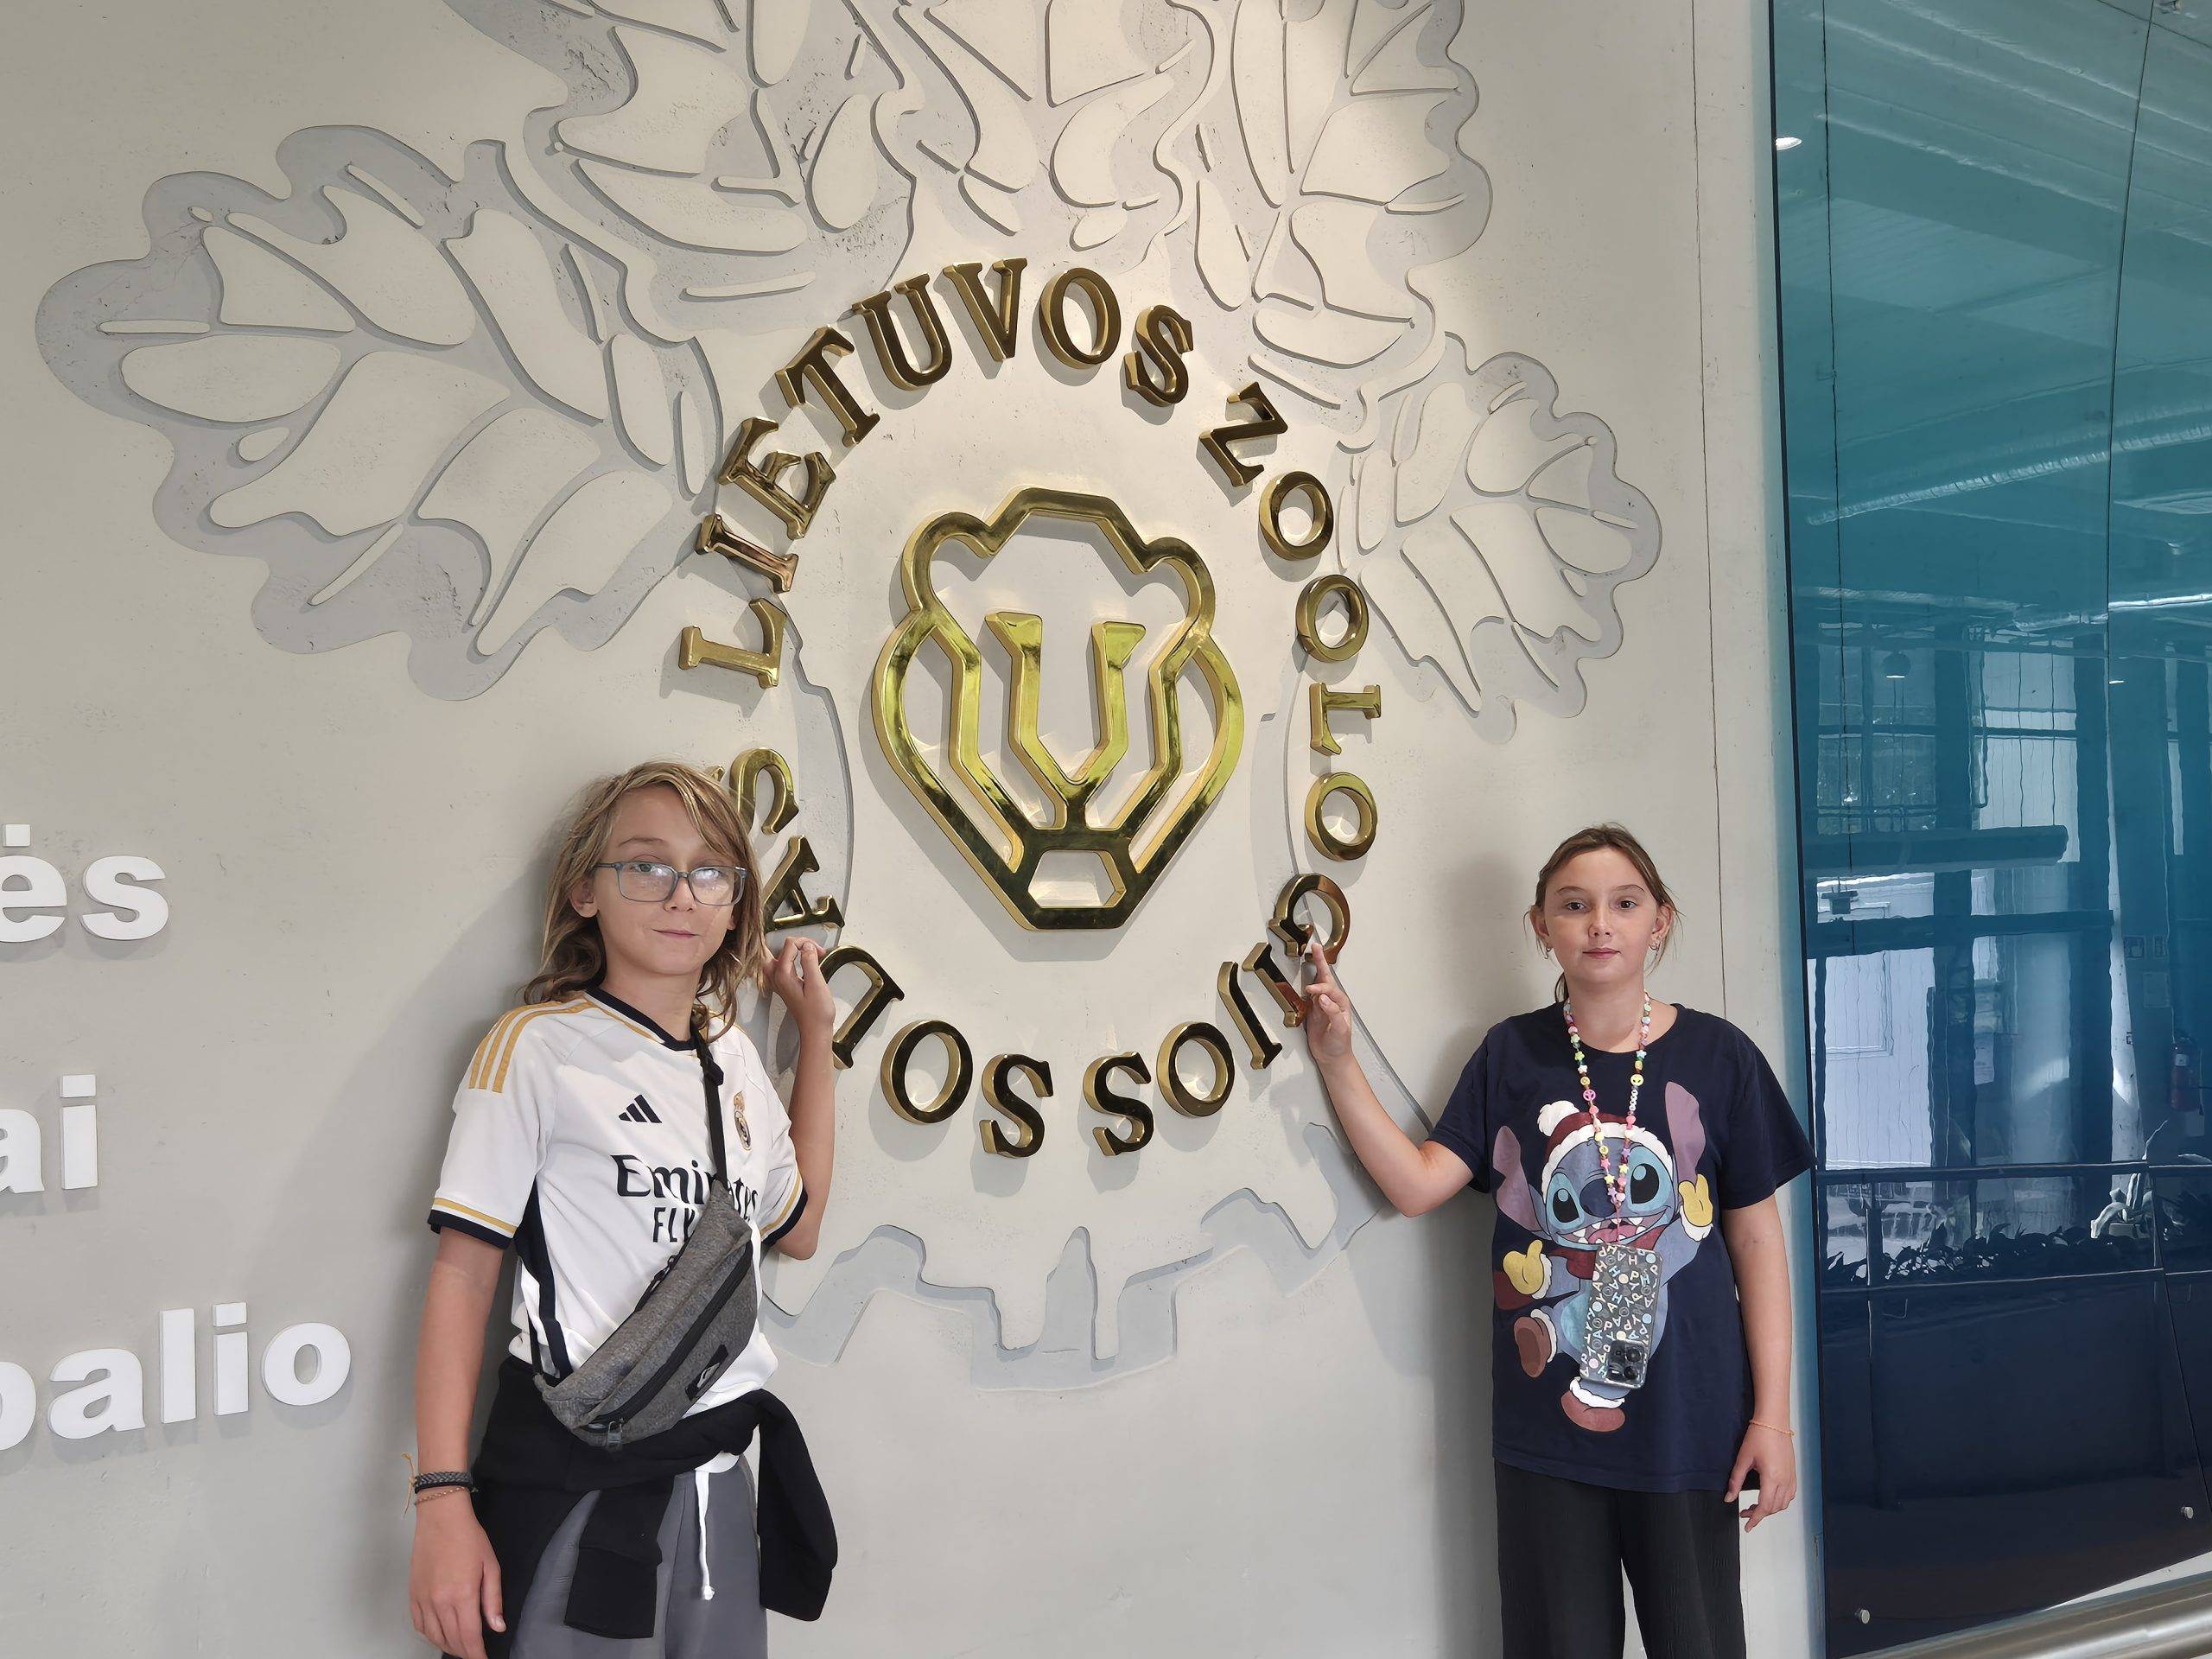 LIETUVOS ZOOLOGIJOS SODAS
ės
ai
balio
Emirates
FLY